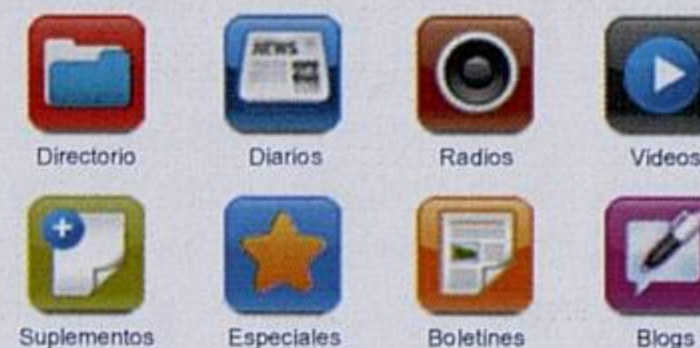 NEWS
Directorio
Diarios
Radios
Videos
Suplementos
Especiales
Boletines
Blogs